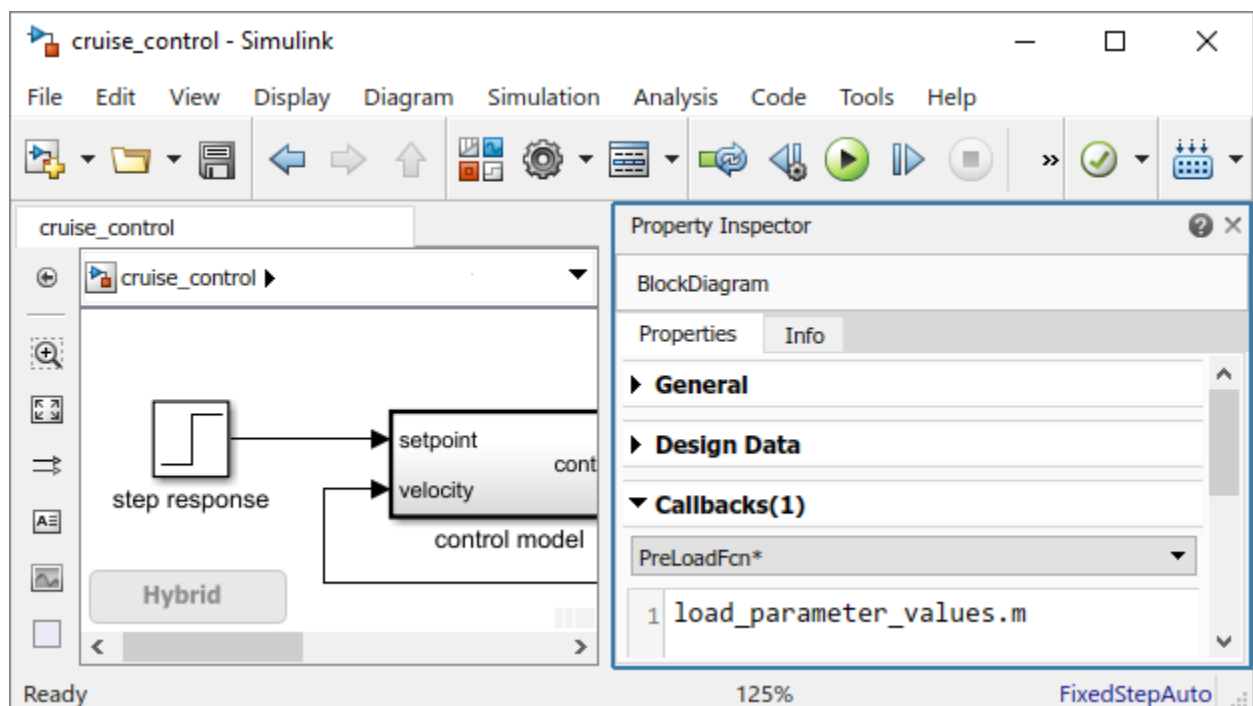 cruise_control - Simulink
File Edit View Display Diagram Simulation Analysis Code Tools Help
cruise_control
cruise_control
step response
setpoint
cont
velocity
control model
Hybrid
Property Inspector
BlockDiagram
Properties Info
General
Design Data
Callbacks(1)
PreLoadFcn*
1 load_parameter_values.m
Ready 125% FixedStepAuto